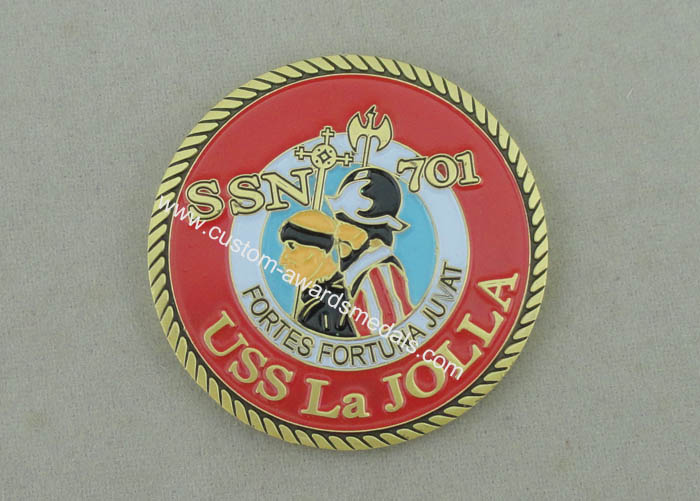 SSN 701
FORTES FORTUNA JUVAT
USS La JOLLA
www.custom-awardsmedals.com